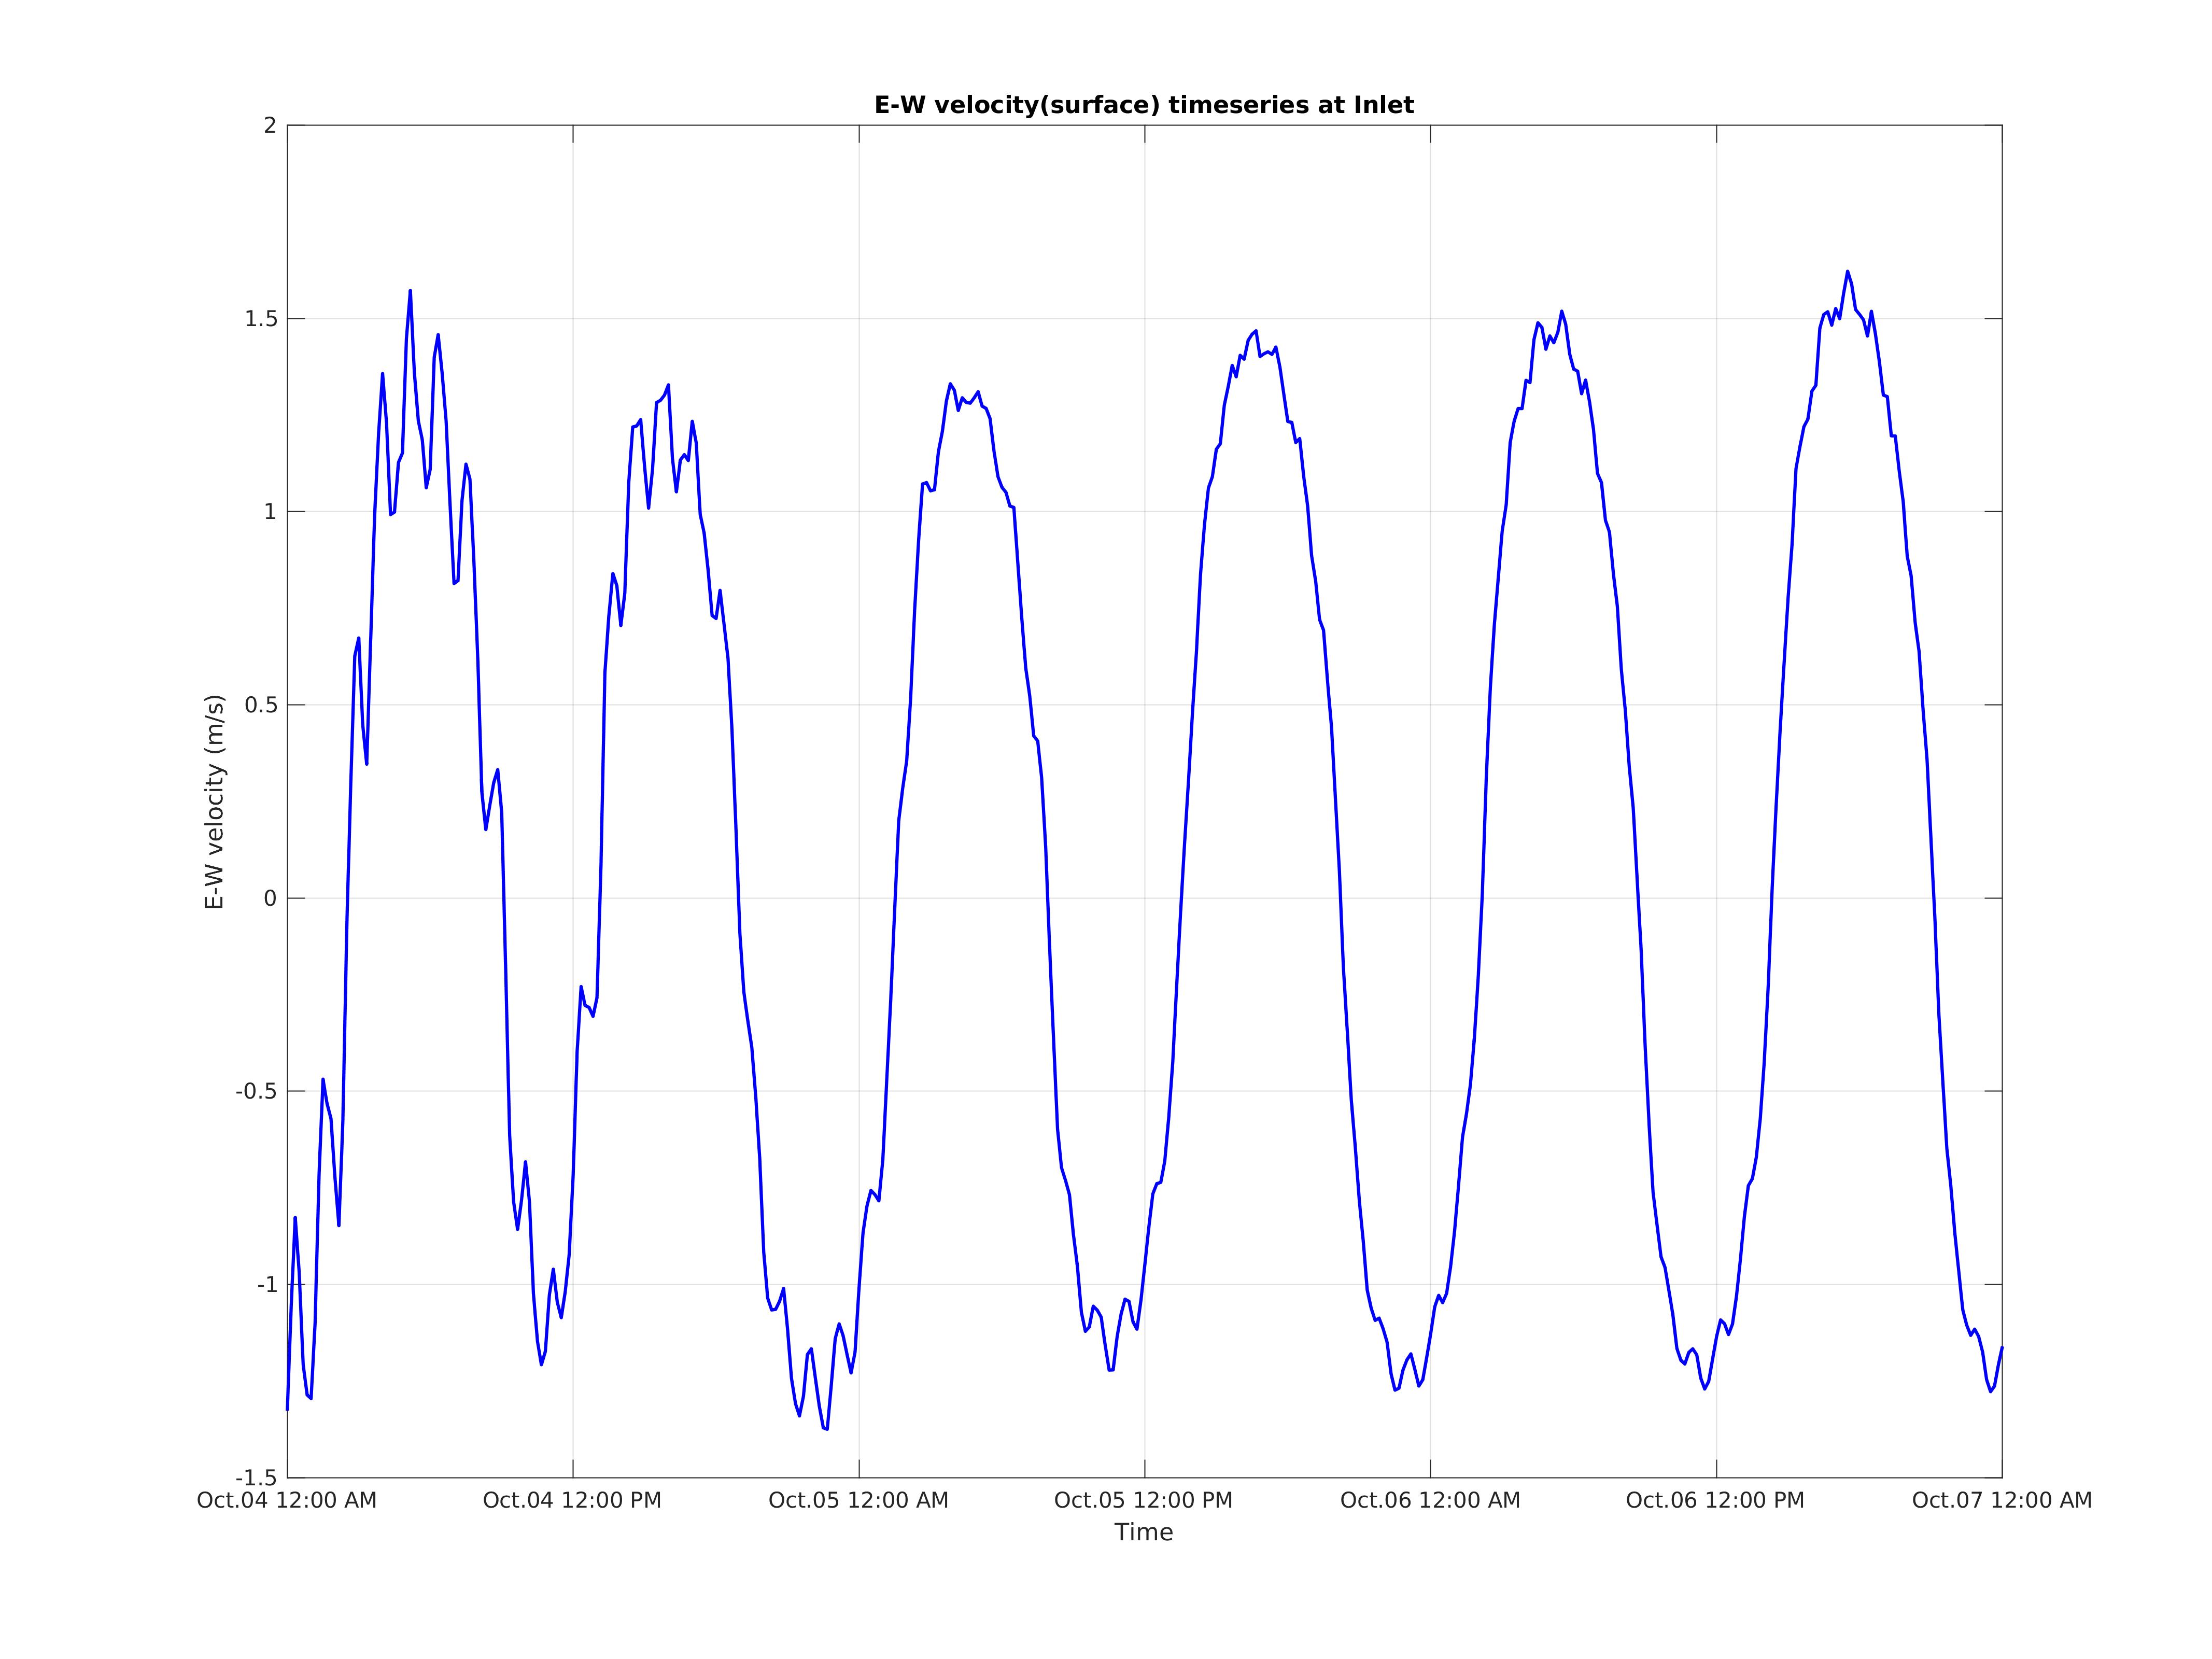 E-W velocity(surface) timeseries at Inlet
2
1.5
1
0.5
0
-0.5
-1
-1.5
E-W velocity (m/s)
Oct.04 12:00 AM Oct.04 12:00 PM Oct.05 12:00 AM Oct.05 12:00 PM Oct.06 12:00 AM Oct.06 12:00 PM Oct.07 12:00 AM
Time